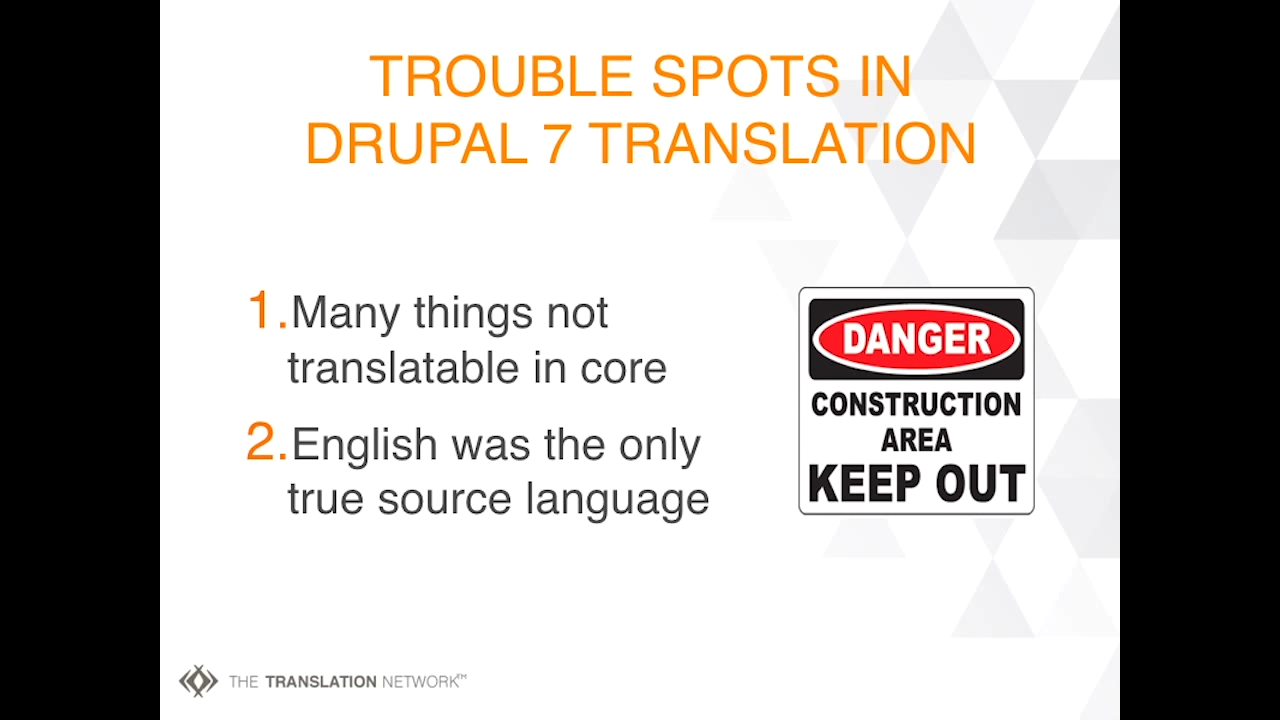 TROUBLE SPOTS IN
DRUPAL 7 TRANSLATION
1.Many things not
translatable in core
2.English was the only
true source language
DANGER
CONSTRUCTION
AREA
KEEP OUT
THE TRANSLATION NETWORK™